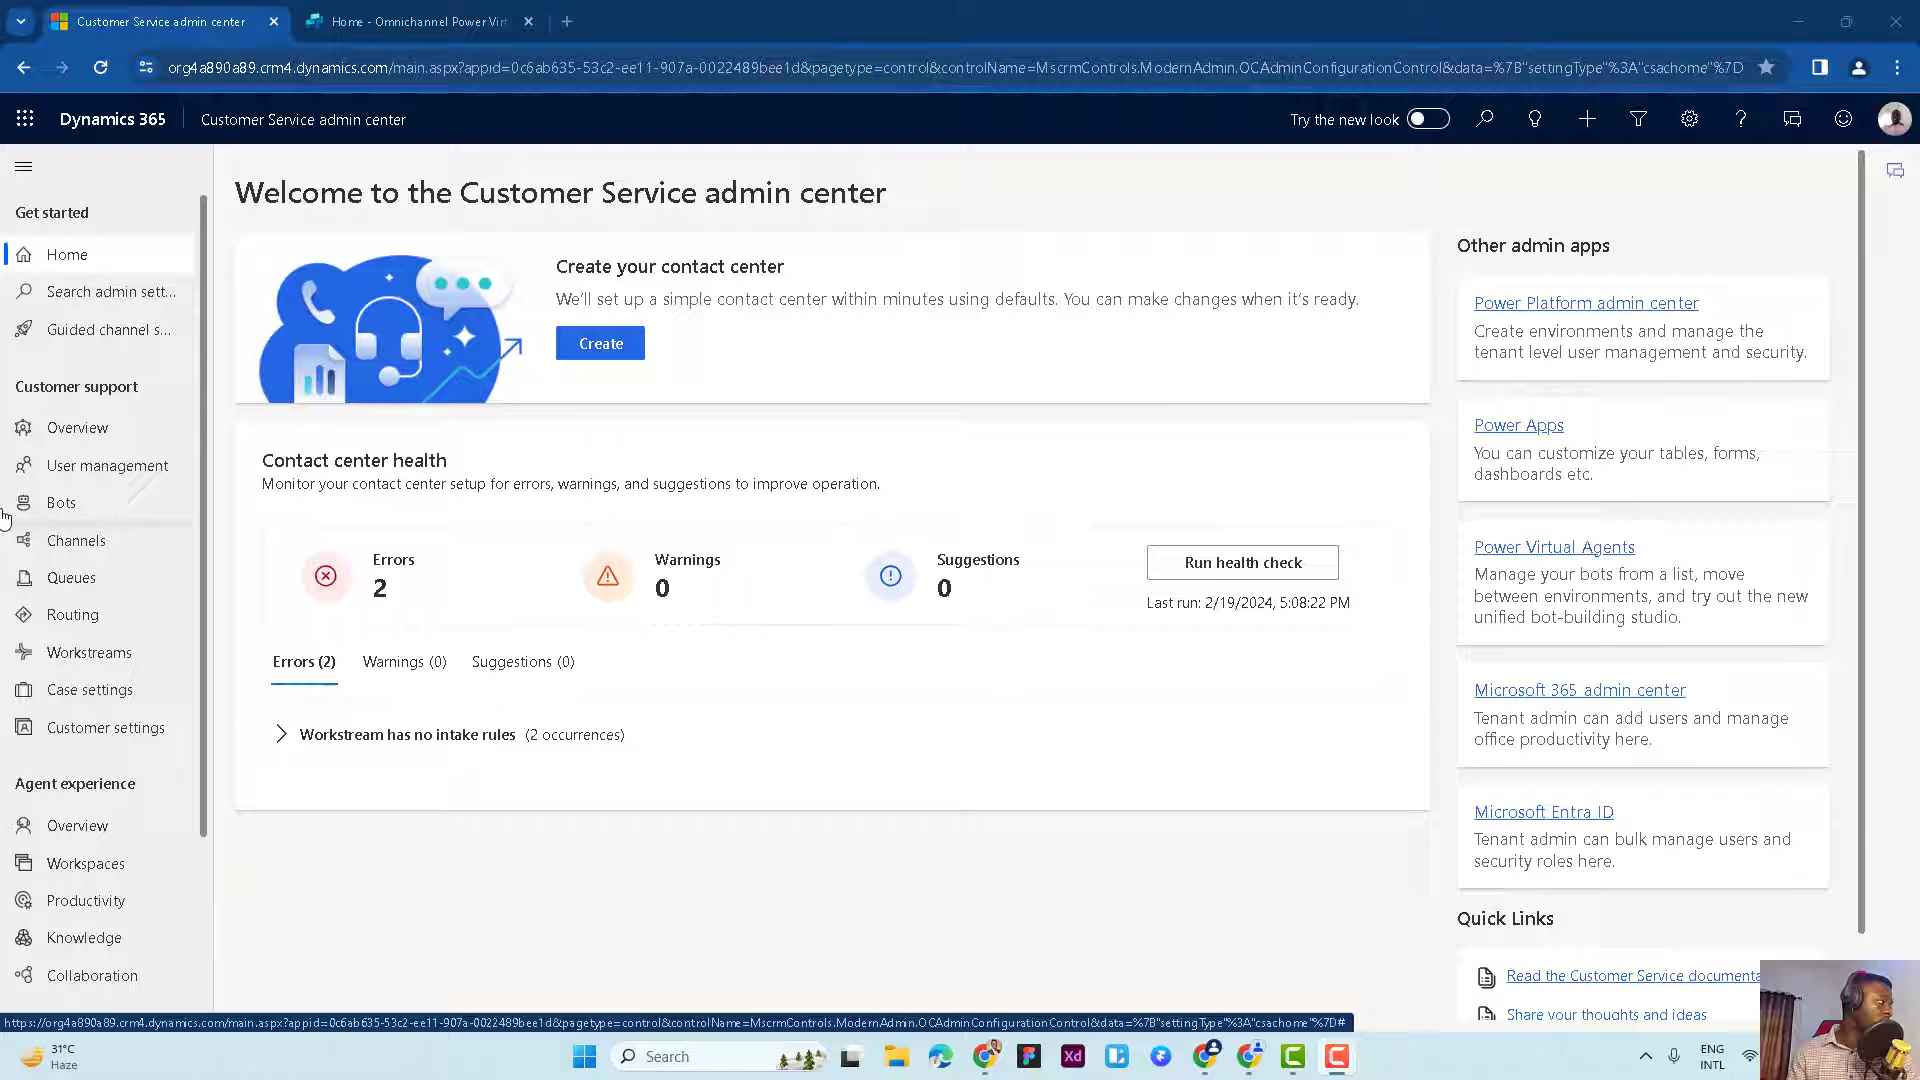 Customer Service admin center
Home - Omnichannel Power Virt
org4a890a89.crm4.dynamics.com/main.aspx?appid=0c6ab635-53c2-ee11-907a-0022489bee1d&pagetype=control&controlName=MscrmControls.ModernAdmin.OCAdminConfigurationControl&data=%7B"settingType"%3A"csachome"%7D
Dynamics 365
Customer Service admin center
Try the new look
Get started
Home
Search admin sett...
Guided channel s...
Customer support
Overview
User management
Bots
Channels
Queues
Routing
Workstreams
Case settings
Customer settings
Agent experience
Overview
Workspaces
Productivity
Knowledge
Collaboration
Welcome to the Customer Service admin center
Create your contact center
We'll set up a simple contact center within minutes using defaults. You can make changes when it's ready.
Create
Contact center health
Monitor your contact center setup for errors, warnings, and suggestions to improve operation.
Errors
2
Warnings
0
Suggestions
0
Run health check
Last run: 2/19/2024, 5:08:22 PM
Errors (2)
Warnings (0)
Suggestions (0)
Workstream has no intake rules (2 occurrences)
Other admin apps
Power Platform admin center
Create environments and manage the
tenant level user management and security.
Power Apps
You can customize your tables, forms,
dashboards etc.
Power Virtual Agents
Manage your bots from a list, move
between environments, and try out the new
unified bot-building studio.
Microsoft 365 admin center
Tenant admin can add users and manage
office productivity here.
Microsoft Entra ID
Tenant admin can bulk manage users and
security roles here.
Quick Links
Read the Customer Service documenta
Share your thoughts and ideas
https://org4a890a89.crm4.dynamics.com/main.aspx?appid=0c6ab635-53c2-ee11-907a-0022489bee1d&pagetype=control&controlName=MscrmControls.ModernAdmin.OCAdminConfigurationControl&data=%7B"settingType"%3A"csachome"%7D#
31°C
Haze
Search
Xd
ENG
INTL